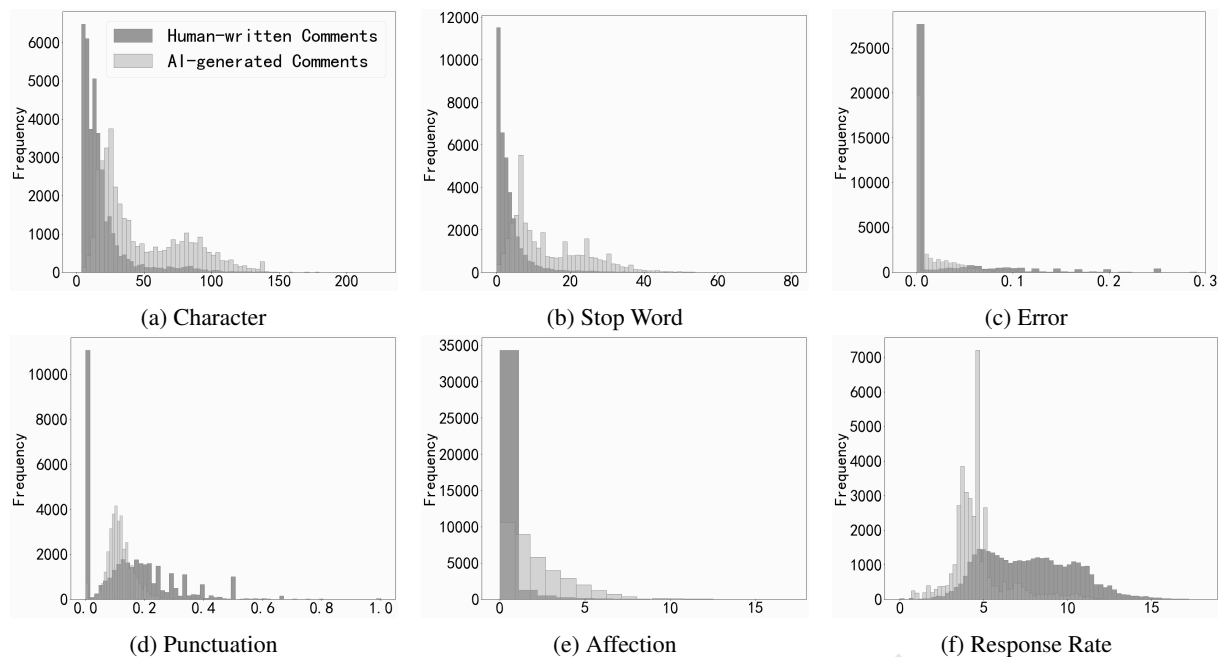 Human-written Comments
AI-generated Comments
Frequency
6000
5000
4000
3000
2000
1000
0
0 50 100 150 200
(a) Character
Frequency
12000
10000
8000
6000
4000
2000
0
0 20 40 60 80
(b) Stop Word
Frequency
25000
20000
15000
10000
5000
0
0.0 0.1 0.2 0.3
(c) Error
Frequency
10000
8000
6000
4000
2000
0
0.0 0.2 0.4 0.6 0.8 1.0
(d) Punctuation
Frequency
35000
30000
25000
20000
15000
10000
5000
0
0 5 10 15
(e) Affection
Frequency
7000
6000
5000
4000
3000
2000
1000
0
0 5 10 15
(f) Response Rate